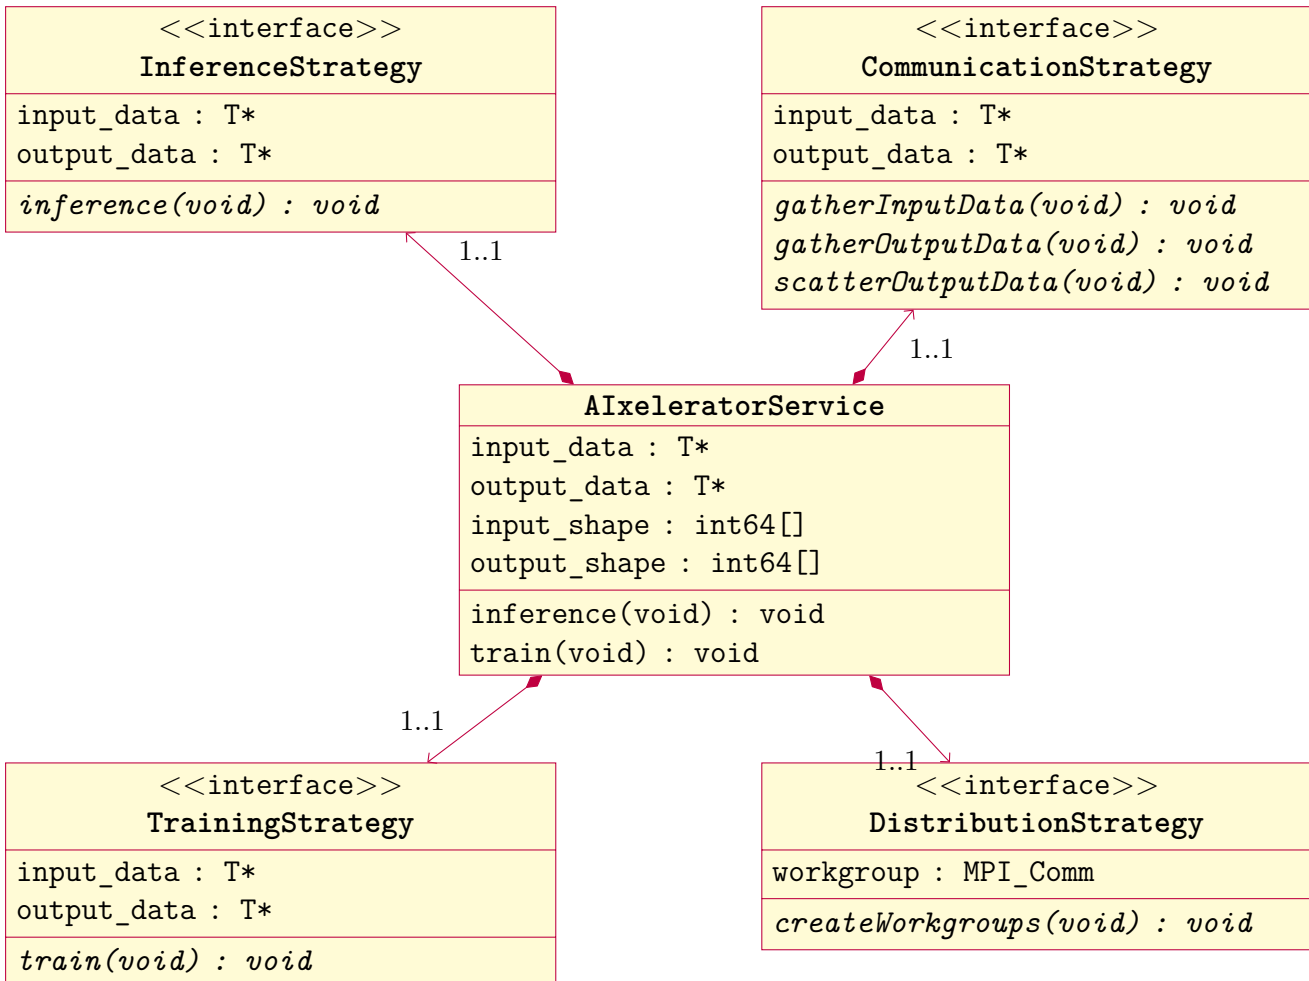 <<interface>>
InferenceStrategy
input_data : T*
output_data : T*
inference(void) : void
<<interface>>
CommunicationStrategy
input_data : T*
output_data : T*
gatherInputData(void) : void
gatherOutputData(void) : void
scatterOutputData(void) : void
1..1
1..1
AIxeleratorService
input_data : T*
output_data : T*
input_shape : int64[]
output_shape : int64[]
inference(void) : void
train(void) : void
1..1
1..1
<<interface>>
TrainingStrategy
input_data : T*
output_data : T*
train(void) : void
<<interface>>
DistributionStrategy
workgroup : MPI_Comm
createWorkgroups(void) : void